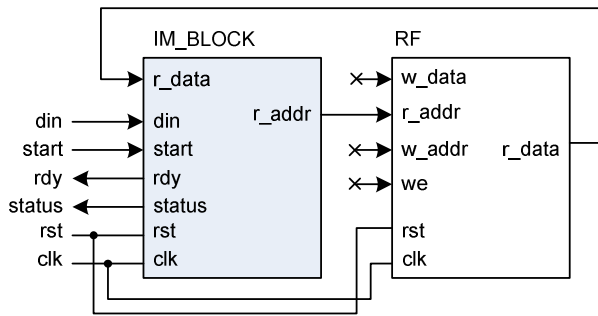 IM_BLOCK
RF
r_data
w_data
r_addr
r_addr
din
din
start
start
w_addr
r_data
rdy
rdy
we
status
status
rst
rst
rst
clk
clk
clk